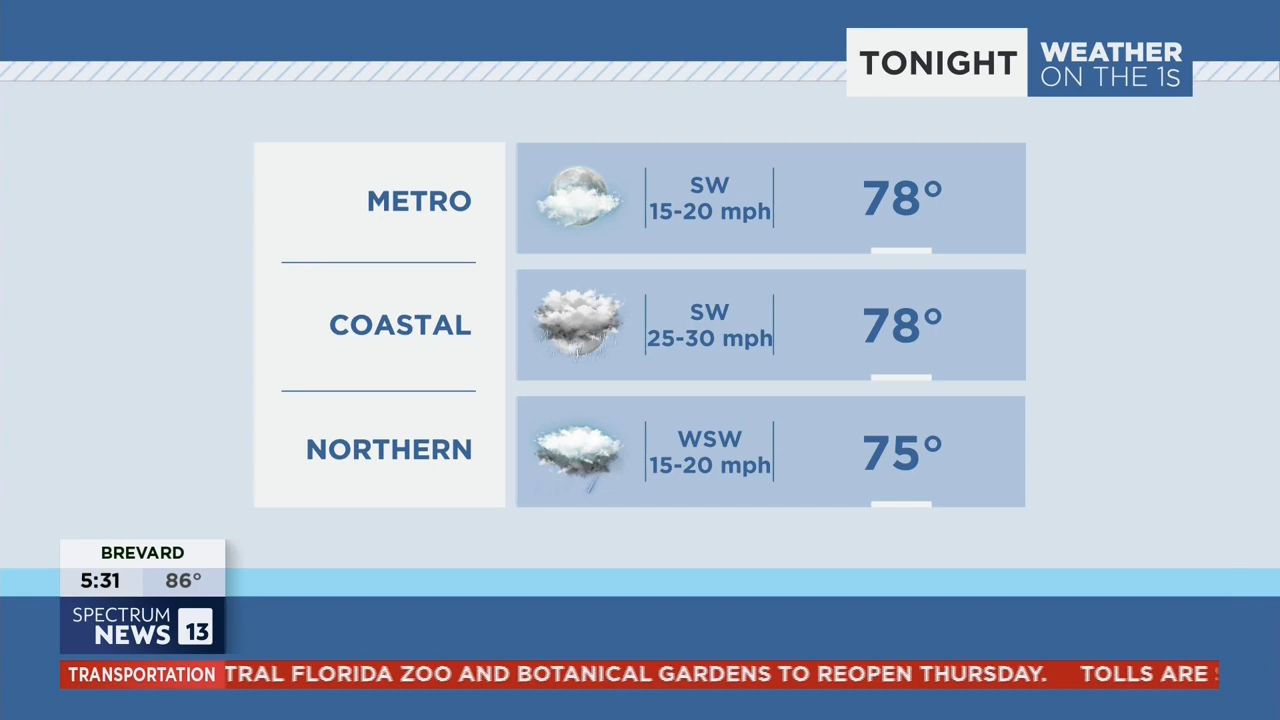 TONIGHT
WEATHER
ON THE 1S
METRO
SW
15-20 mph
78°
COASTAL
SW
25-30 mph
78°
NORTHERN
WSW
15-20 mph
75°
BREVARD
5:31 86°
SPECTRUM
NEWS 13
TRANSPORTATION TRAL FLORIDA ZOO AND BOTANICAL GARDENS TO REOPEN THURSDAY. TOLLS ARE